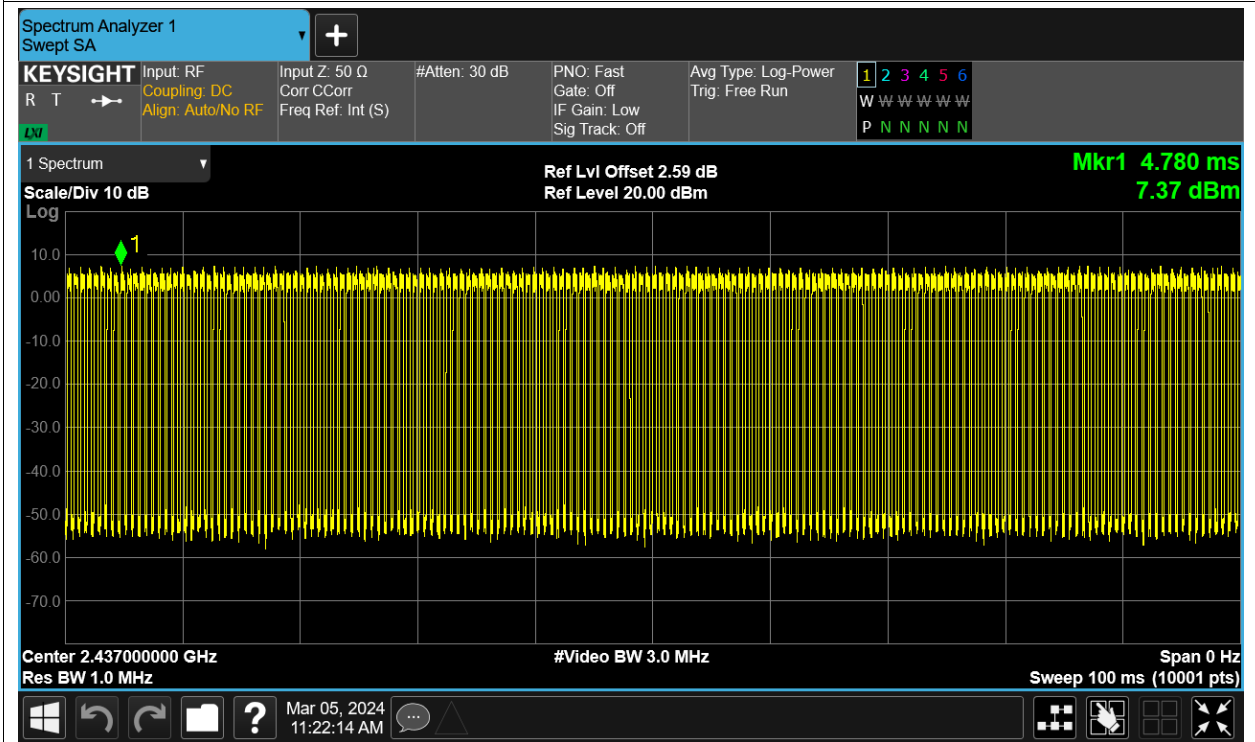 Spectrum Analyzer 1
Swept SA
KEYSIGHT
R T
LXI
Input: RF
Coupling: DC
Align: Auto/No RF
Input Z: 50 Ω
Corr CCorr
Freq Ref: Int (S)
#Atten: 30 dB
PNO: Fast
Gate: Off
IF Gain: Low
Sig Track: Off
Avg Type: Log-Power
Trig: Free Run
1 2 3 4 5 6
W W W W W W
P N N N N N
1 Spectrum
Scale/Div 10 dB
Log
Ref Lvl Offset 2.59 dB
Ref Level 20.00 dBm
Mkr1 4.780 ms
7.37 dBm
1
10.0
0.00
-10.0
-20.0
-30.0
-40.0
-50.0
-60.0
-70.0
Center 2.437000000 GHz
#Video BW 3.0 MHz
Span 0 Hz
Res BW 1.0 MHz
Sweep 100 ms (10001 pts)
?
Mar 05, 2024
11:22:14 AM